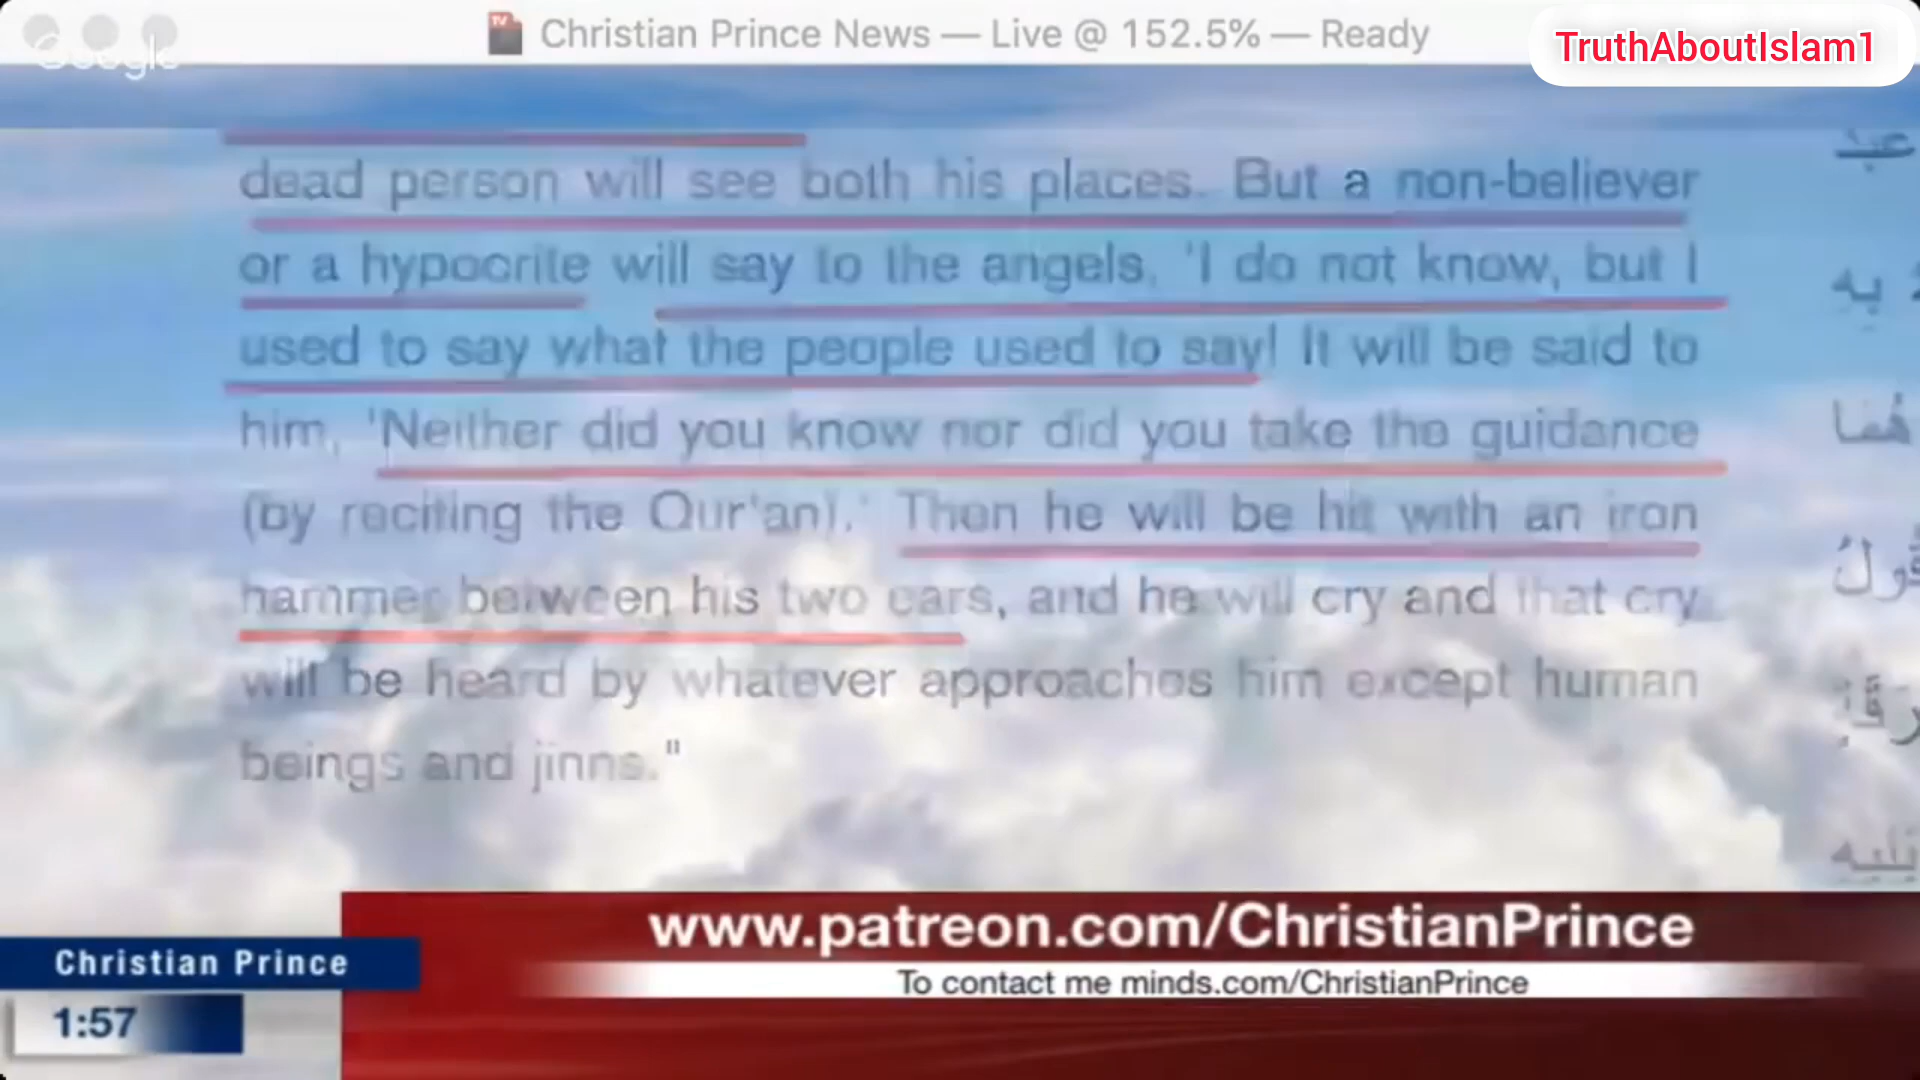 Christian Prince News — Live @ 152.5% — Ready
Google
TruthAboutIslam1
dead person will see both his places. But a non-believer
or a hypocrite will say to the angels, 'I do not know, but I
used to say what the people used to say! It will be said to
him, 'Neither did you know nor did you take the guidance
(by reciting the Qur'an).' Then he will be hit with an iron
hammer between his two ears, and he will cry and that cry
will be heard by whatever approaches him except human
beings and jinns."
www.patreon.com/ChristianPrince
To contact me minds.com/ChristianPrince
Christian Prince
1:57